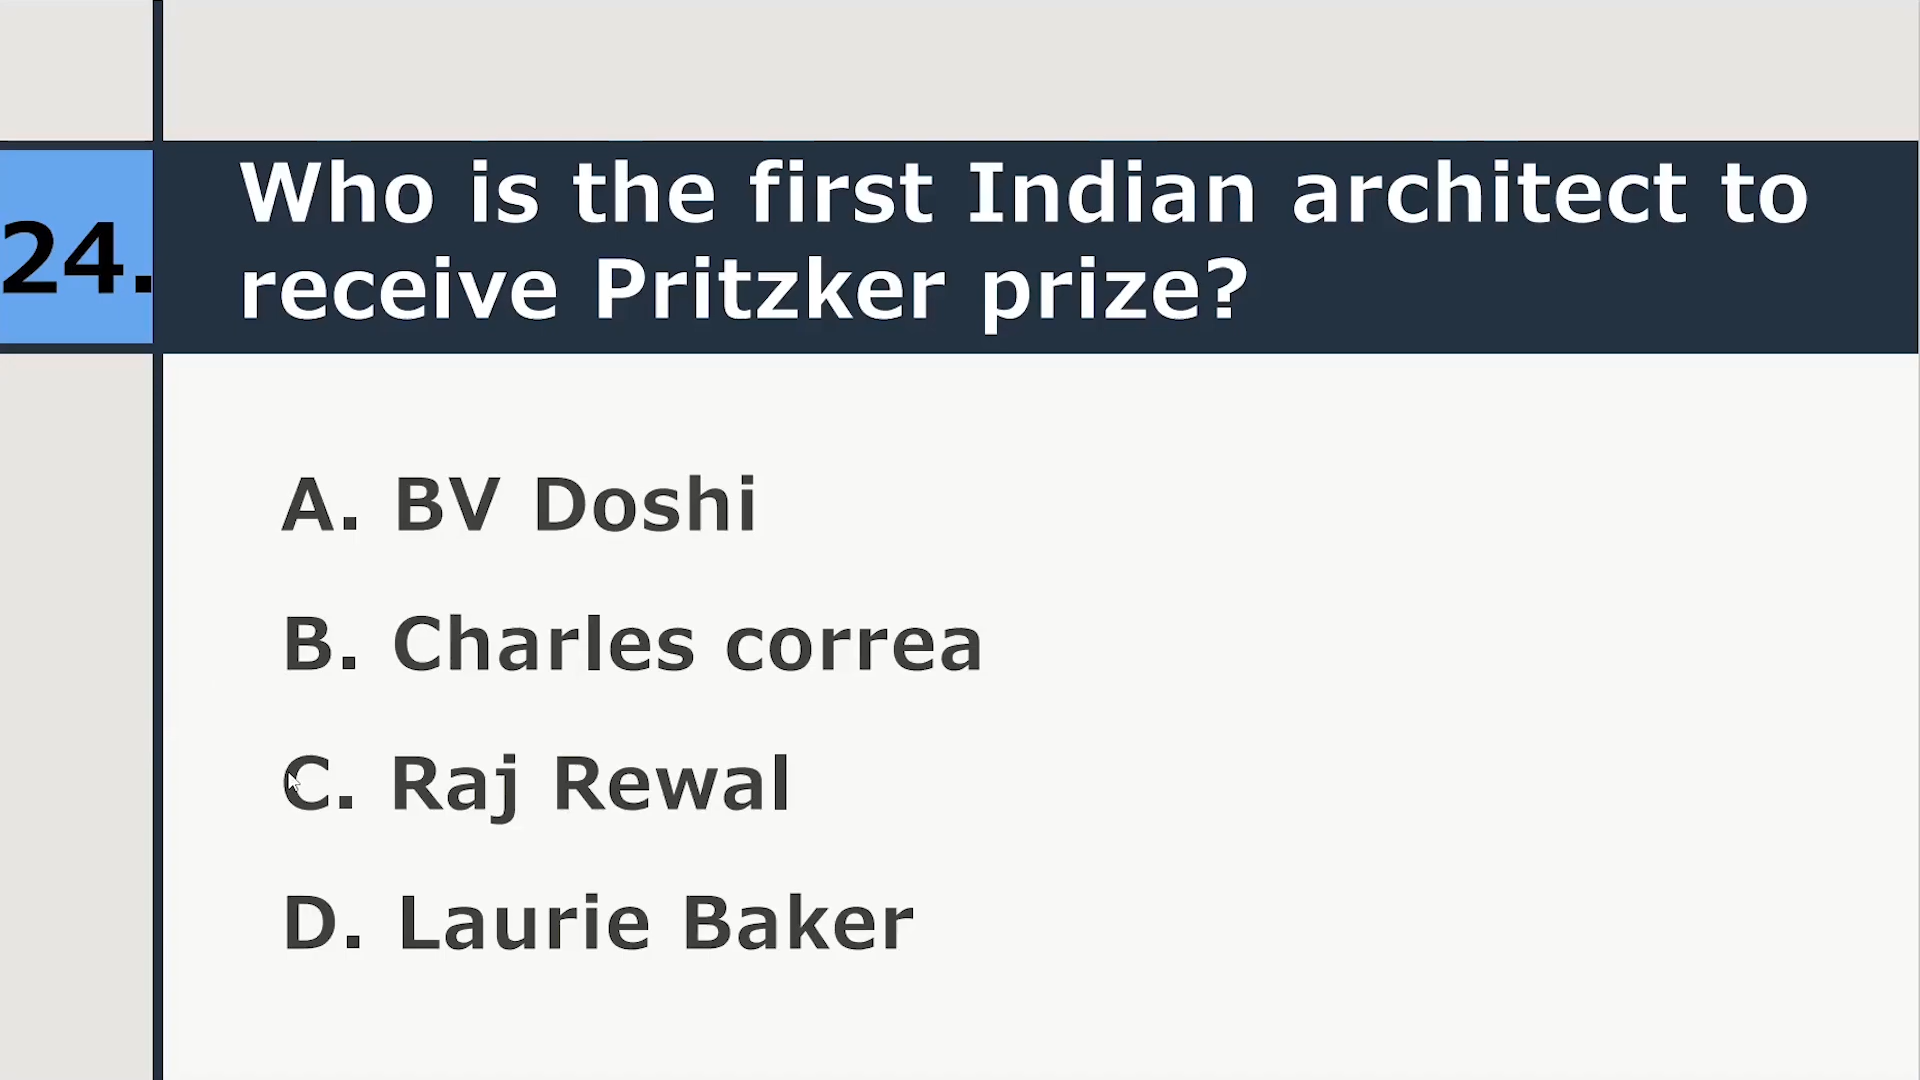 24.
Who is the first Indian architect to
receive Pritzker prize?
A. BV Doshi
B. Charles correa
C. Raj Rewal
D. Laurie Baker